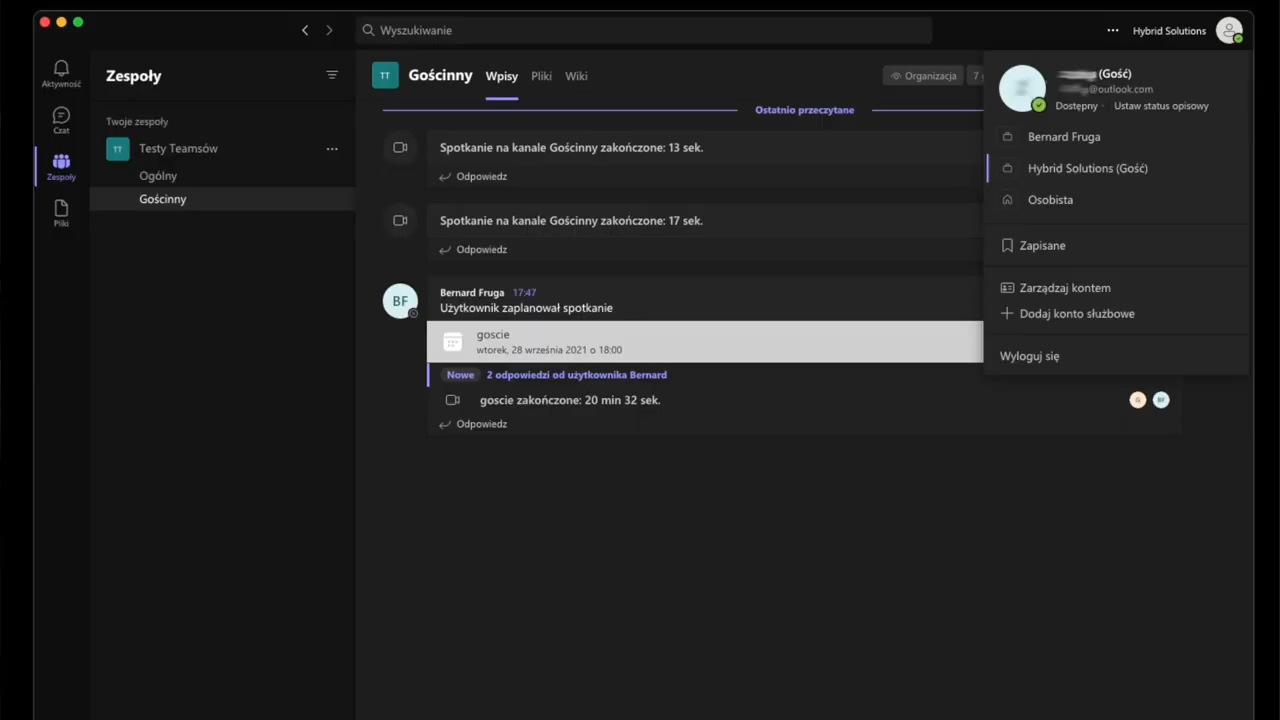 Wyszukiwanie
Hybrid Solutions
Aktywność
Czat
Zespoły
Pliki
Zespoły
Twoje zespoły
TT
Testy Teamsów
Ogólny
Gościnny
TT
Gościnny
Wpisy
Pliki
Wiki
Organizacja
7
Ostatnio przeczytane
Spotkanie na kanale Gościnny zakończone: 13 sek.
Odpowiedz
Spotkanie na kanale Gościnny zakończone: 17 sek.
Odpowiedz
BF
Bernard Fruga 17:47
Użytkownik zaplanował spotkanie
goscie
wtorek, 28 września 2021 o 18:00
Nowe 2 odpowiedzi od użytkownika Bernard
goscie zakończone: 20 min 32 sek.
G
BF
Odpowiedz
(Gość)
@outlook.com
Dostępny
Ustaw status opisowy
Bernard Fruga
Hybrid Solutions (Gość)
Osobista
Zapisane
Zarządzaj kontem
Dodaj konto służbowe
Wyloguj się